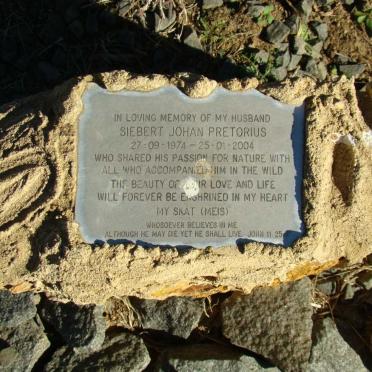 IN LOVING MEMORY OF MY HUSBAND
SIEBERT JOHAN PRETORIUS
27-09-1974 - 25-01-2004
WHO SHARED HIS PASSION FOR NATURE WITH
ALL WHO ACCOMPANIED HIM IN THE WILD
THE BEAUTY OF OUR LOVE AND LIFE
WILL FOREVER BE ENSHRINED IN MY HEART
MY SKAT (MEIS)
WHOSOEVER BELIEVES IN ME
ALTHOUGH HE MAY DIE YET HE SHALL LIVE. JOHN 11 25